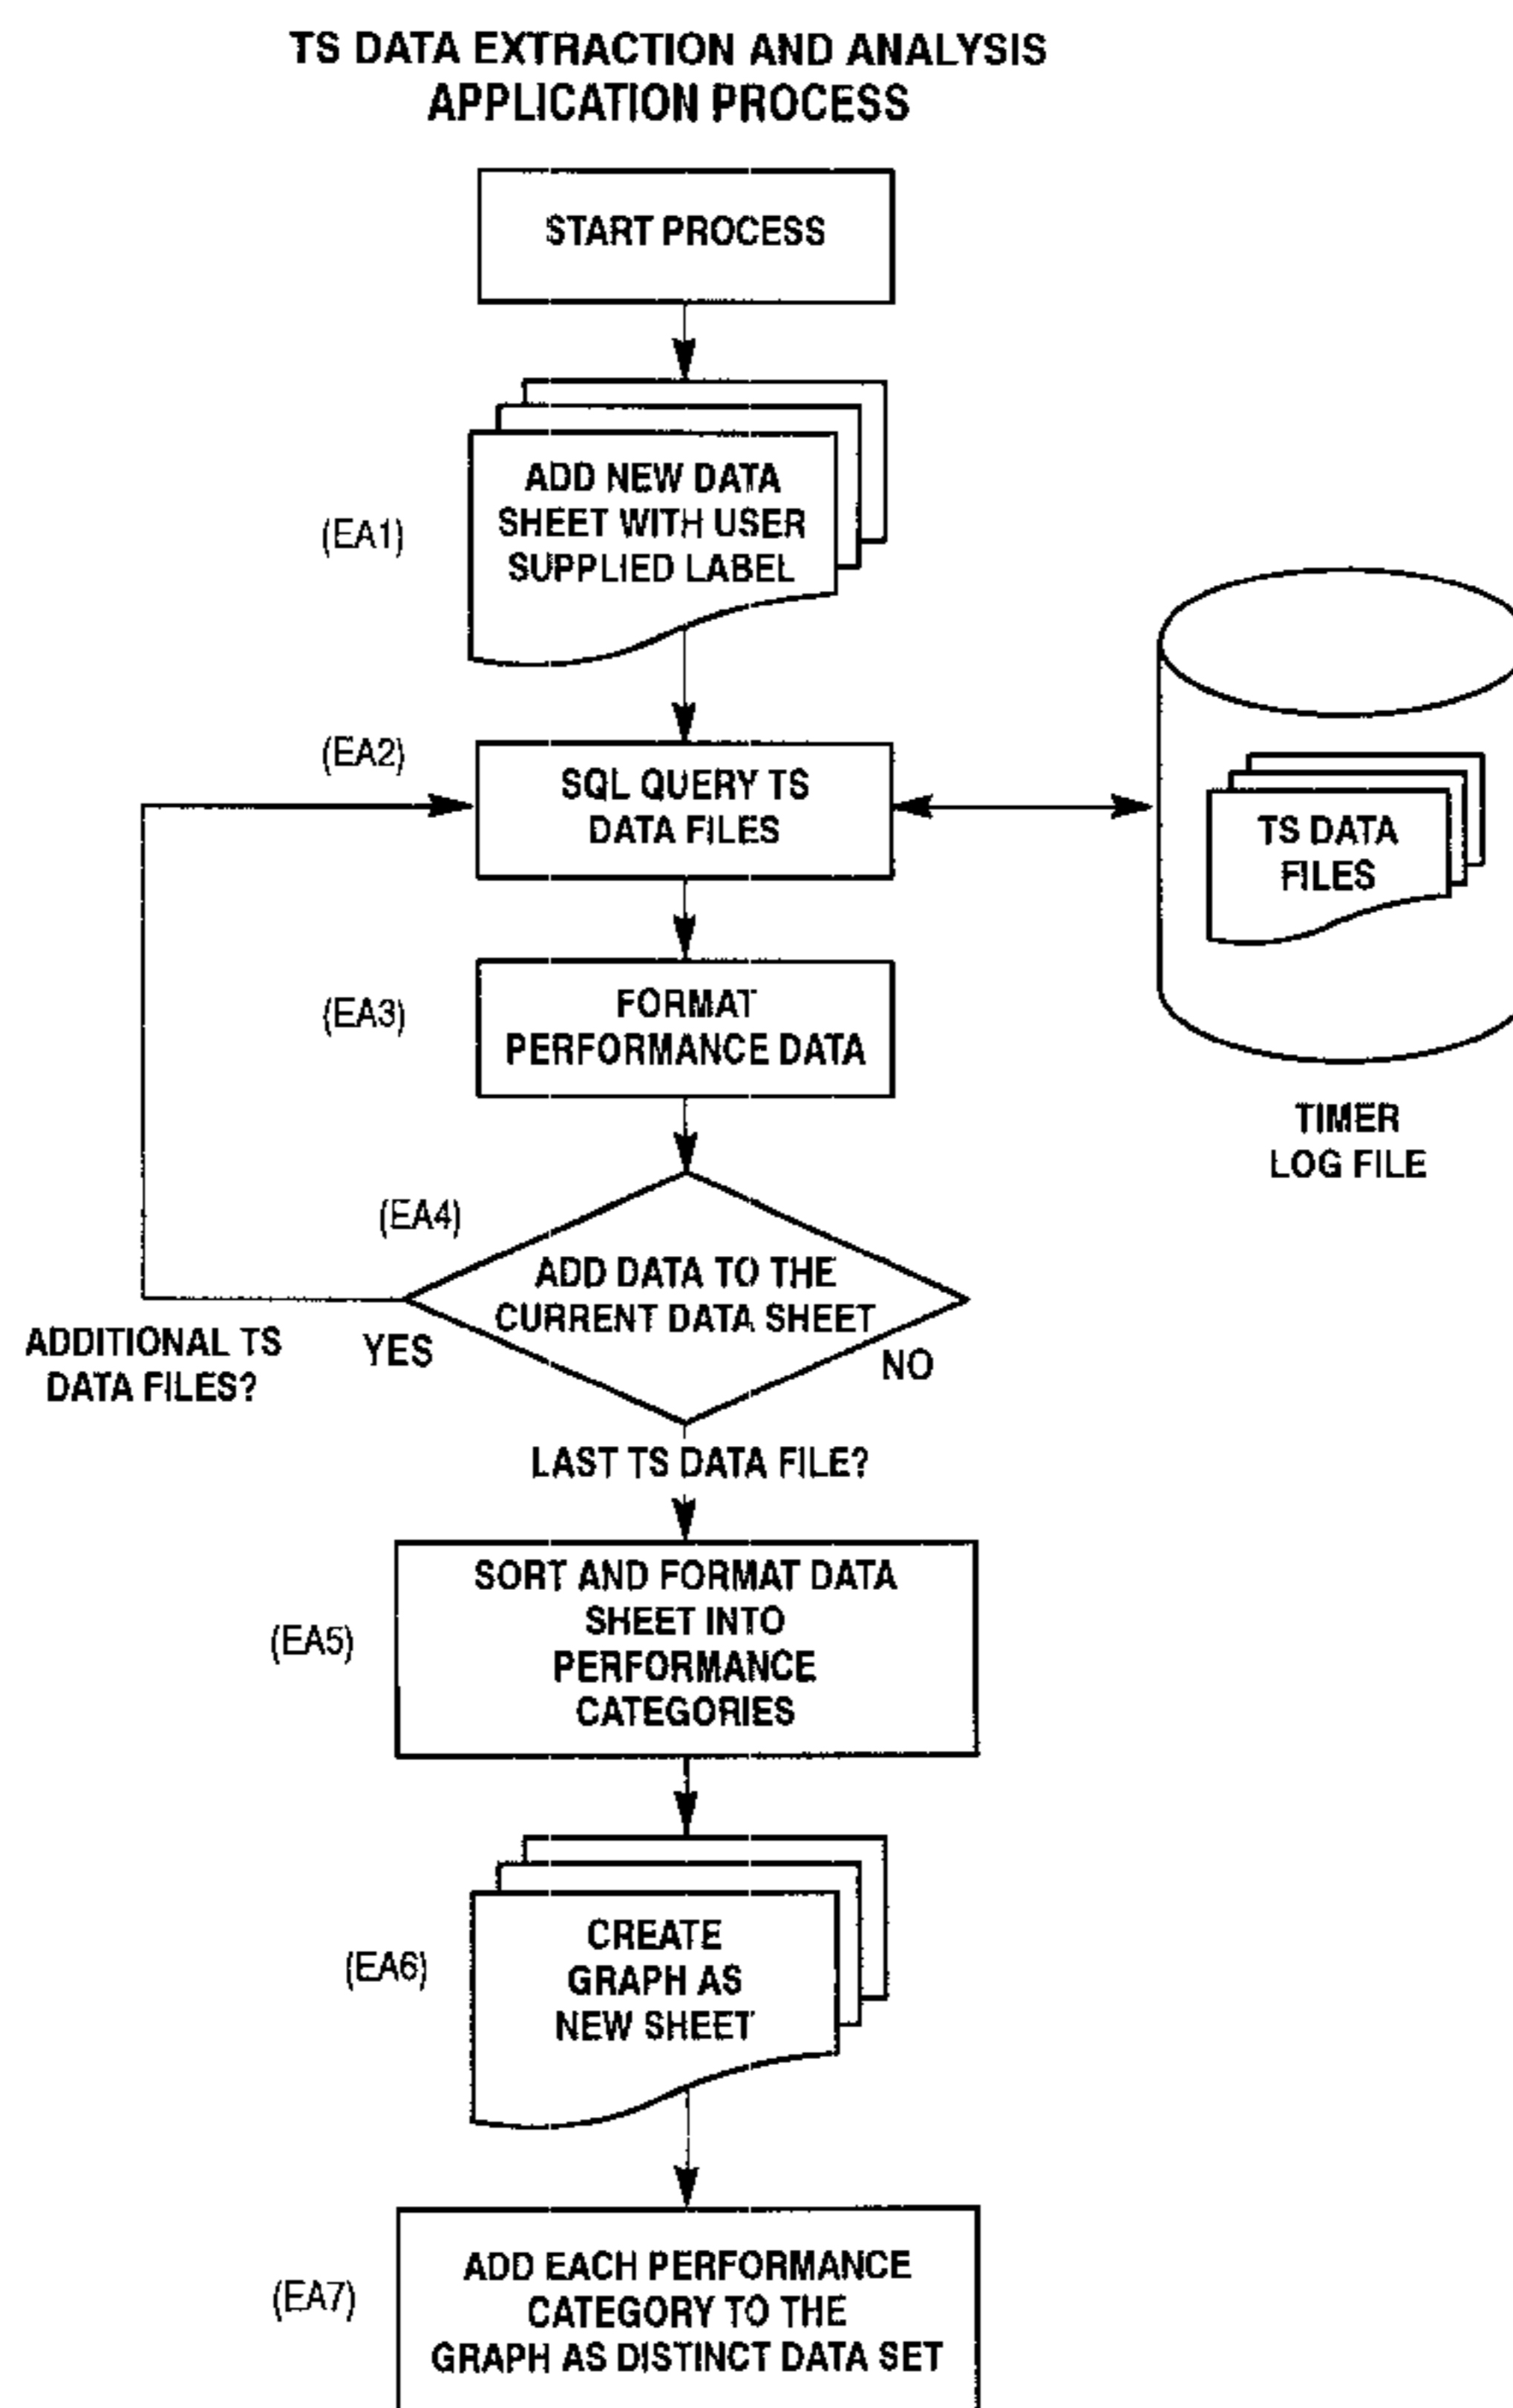 TS DATA EXTRACTION AND ANALYSIS
APPLICATION PROCESS
START PROCESS
(EA1)
ADD NEW DATA
SHEET WITH USER
SUPPLIED LABEL
(EA2)
SQL QUERY TS
DATA FILES
TS DATA
FILES
(EA3)
FORMAT
PERFORMANCE DATA
TIMER
LOG FILE
(EA4)
ADD DATA TO THE
CURRENT DATA SHEET
ADDITIONAL TS
DATA FILES?
YES
NO
LAST TS DATA FILE?
(EA5)
SORT AND FORMAT DATA
SHEET INTO
PERFORMANCE
CATEGORIES
(EA6)
CREATE
GRAPH AS
NEW SHEET
(EA7)
ADD EACH PERFORMANCE
CATEGORY TO THE
GRAPH AS DISTINCT DATA SET